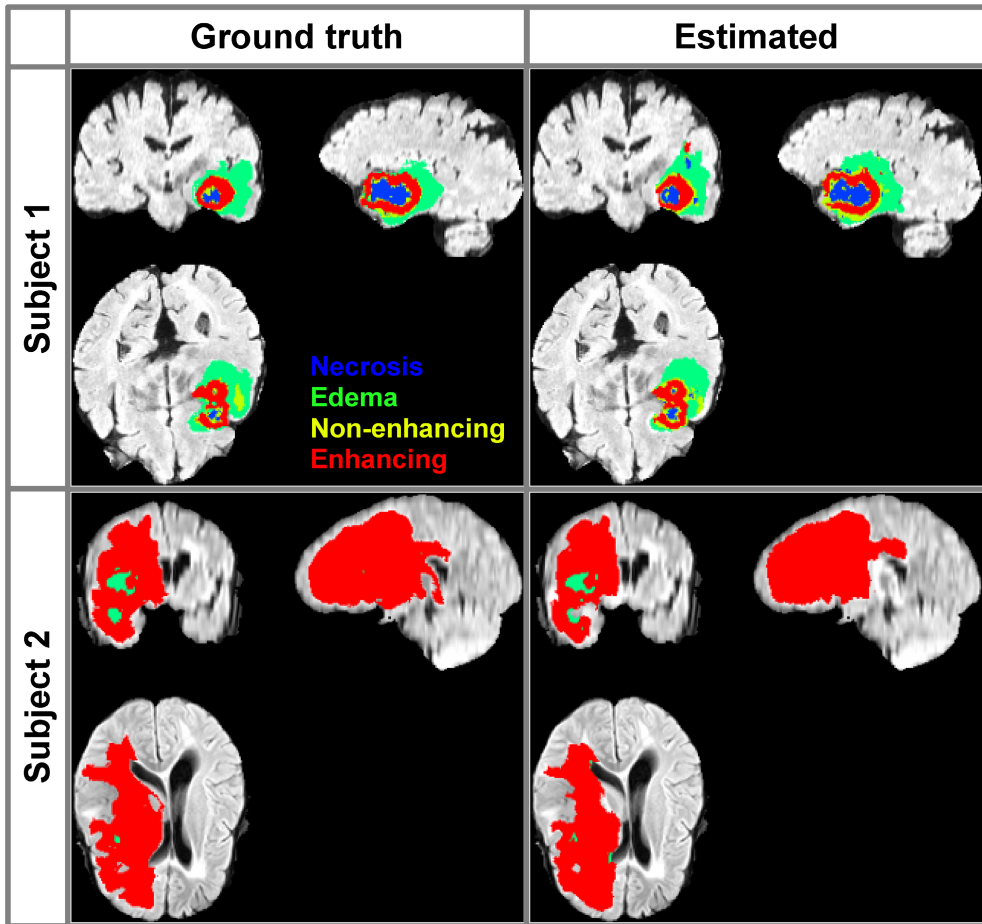 Ground truth
Estimated
Subject 1
Necrosis
Edema
Non-enhancing
Enhancing
Subject 2